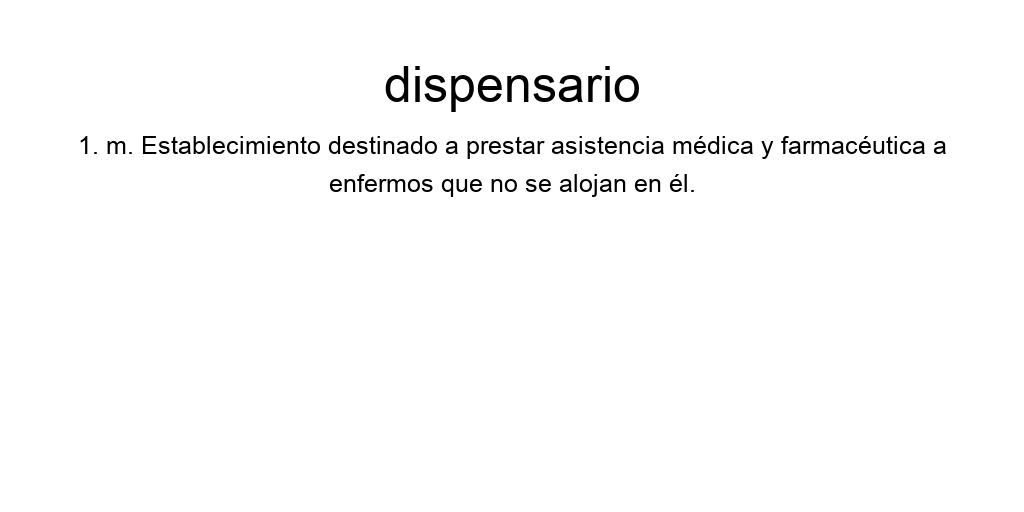 dispensario
1. m. Establecimiento destinado a prestar asistencia médica y farmacéutica a
enfermos que no se alojan en él.